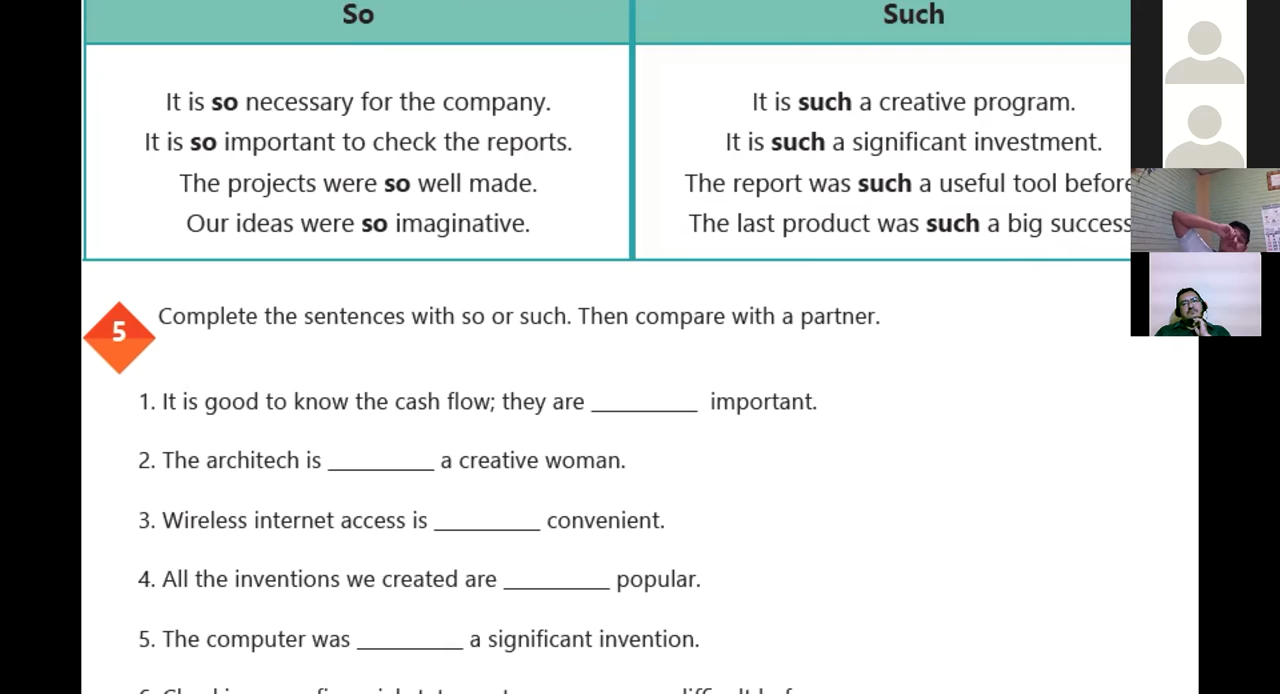 So
Such
It is so necessary for the company.
It is so important to check the reports.
The projects were so well made.
Our ideas were so imaginative.
It is such a creative program.
It is such a significant investment.
The report was such a useful tool before
The last product was such a big success
5
Complete the sentences with so or such. Then compare with a partner.
1. It is good to know the cash flow; they are _________ important.
2. The architech is _________ a creative woman.
3. Wireless internet access is _________ convenient.
4. All the inventions we created are _________ popular.
5. The computer was _________ a significant invention.